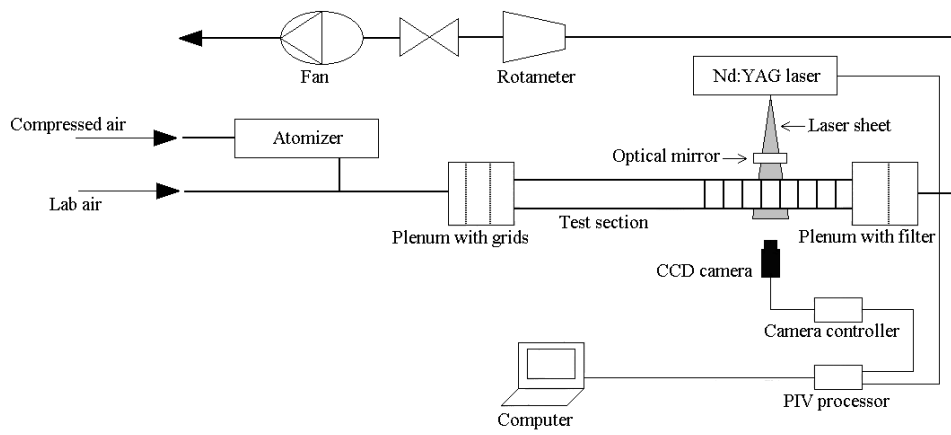 Fan
Rotameter
Nd:YAG laser
Compressed air
Atomizer
Laser sheet
Optical mirror
Lab air
Plenum with grids
Test section
Plenum with filter
CCD camera
Camera controller
Computer
PIV processor